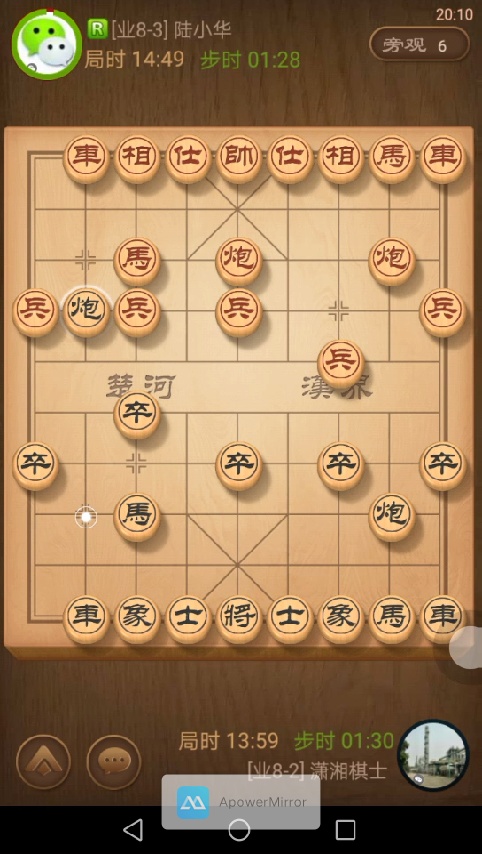 20.10
R [业8-3] 陆小华
局时 14:49 步时 01:28
旁观 6
車 相 仕 帥 仕 相 馬 車
馬 炮 炮
兵 炮 兵 兵 兵
兵
楚河 漢界
卒
卒 卒 卒 卒
馬 炮
車 象 士 將 士 象 馬 車
局时 13:59 步时 01:30
[业8-2] 潇湘棋士
ApowerMirror